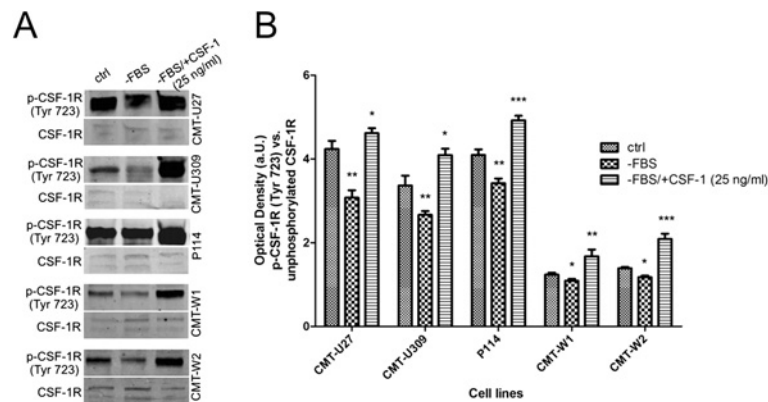 A
ctrl
-FBS
-FBS/+CSF-1
(25 ng/ml)
p-CSF-1R
(Tyr 723)
CSF-1R
CMT-U27
p-CSF-1R
(Tyr 723)
CSF-1R
CMT-U309
p-CSF-1R
(Tyr 723)
CSF-1R
P114
p-CSF-1R
(Tyr 723)
CSF-1R
CMT-W1
p-CSF-1R
(Tyr 723)
CSF-1R
CMT-W2
B
Optical Density (a.u.)
p-CSF-1R (Tyr 723) vs.
unphosphorylated CSF-1R
6
4
2
0
*
**
*
**
***
**
**
*
***
*
CMT-U27
CMT-U309
P114
CMT-W1
CMT-W2
Cell lines
ctrl
-FBS
-FBS/+CSF-1 (25 ng/ml)